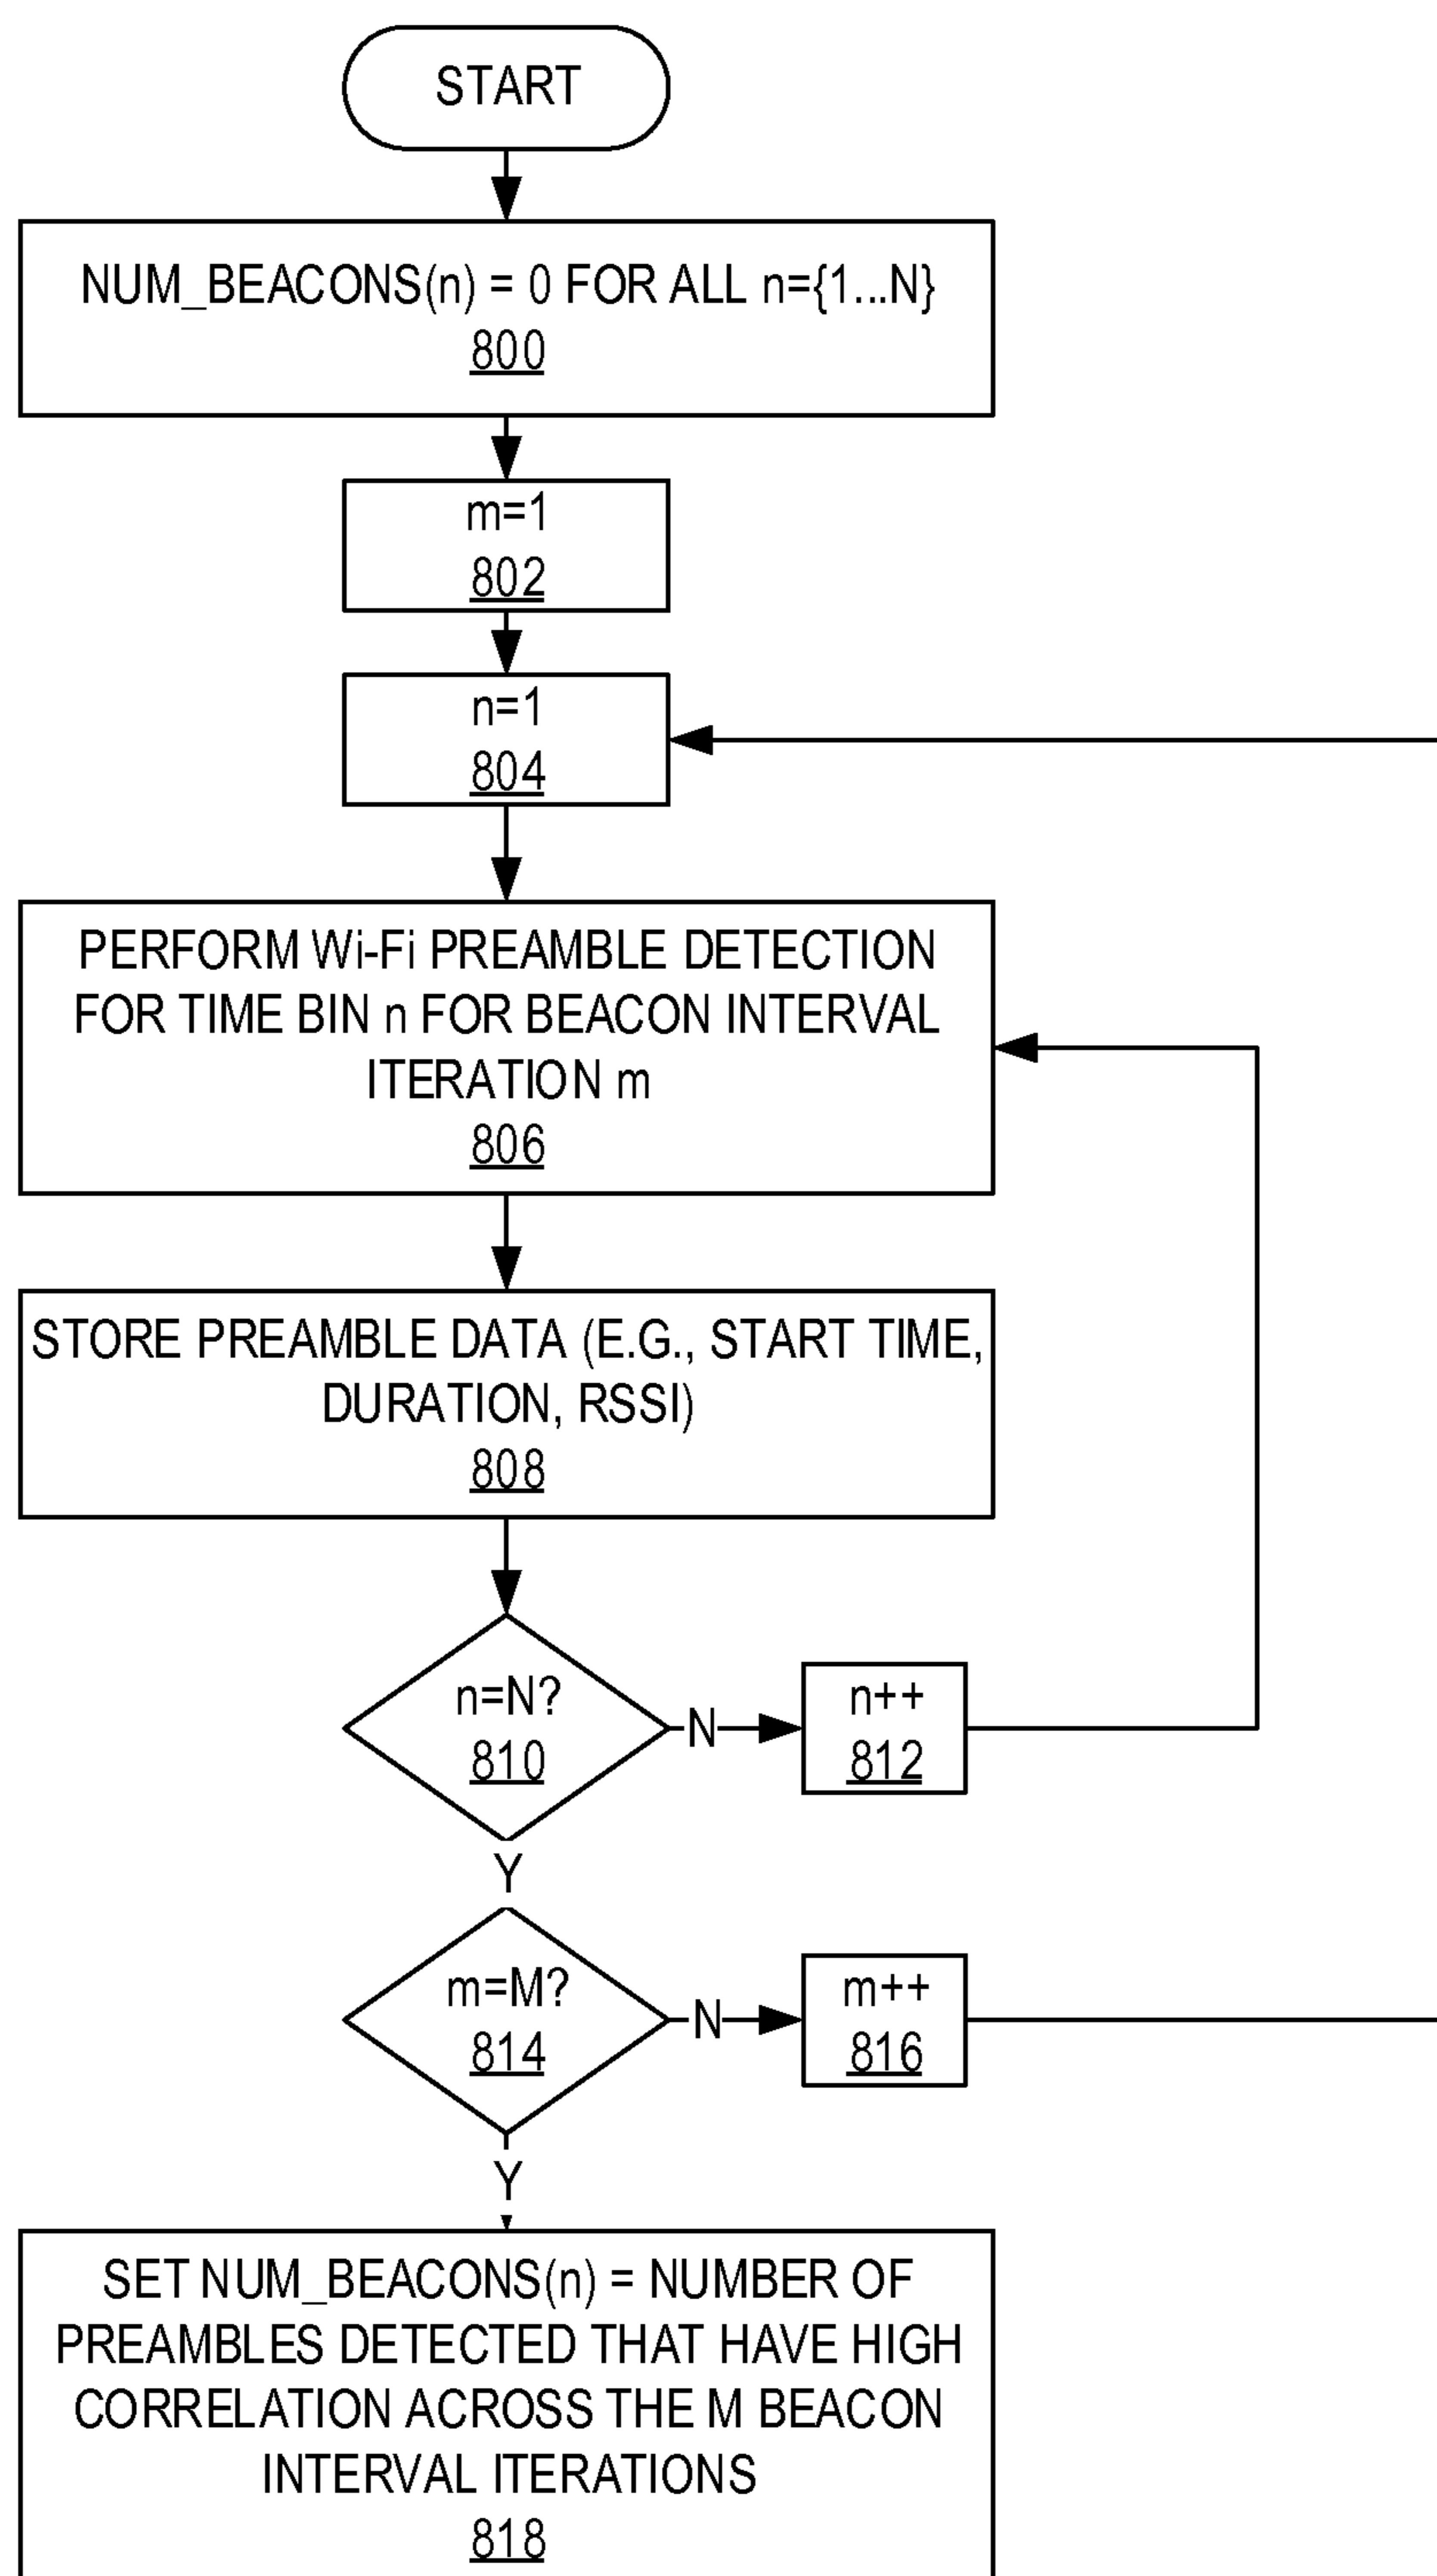 START
NUM_BEACONS(n) = 0 FOR ALL n={1...N}
800
m=1
802
n=1
804
PERFORM Wi-Fi PREAMBLE DETECTION
FOR TIME BIN n FOR BEACON INTERVAL
ITERATION m
806
STORE PREAMBLE DATA (E.G., START TIME,
DURATION, RSSI)
808
n=N?
810
N
n++
812
Y
m=M?
814
N
m++
816
Y
SET NUM_BEACONS(n) = NUMBER OF
PREAMBLES DETECTED THAT HAVE HIGH
CORRELATION ACROSS THE M BEACON
INTERVAL ITERATIONS
818